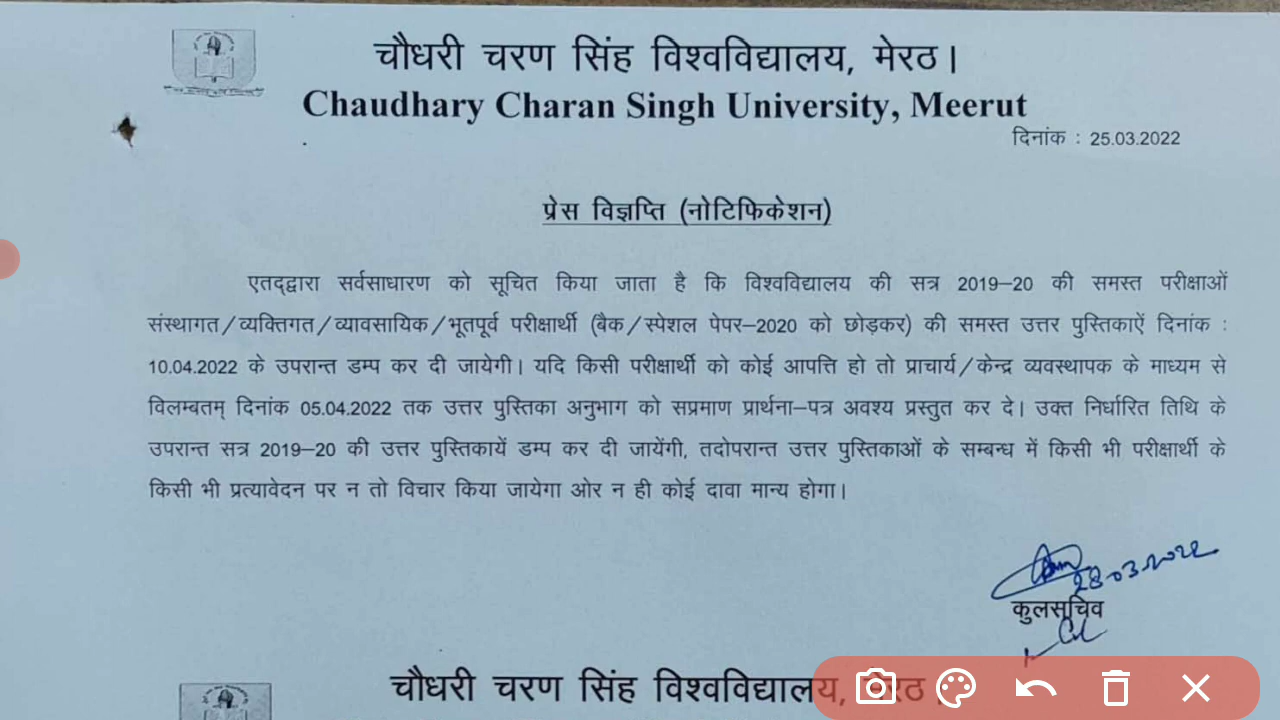 चौधरी चरण सिंह विश्वविद्यालय, मेरठ।
Chaudhary Charan Singh University, Meerut
दिनांक : 25.03.2022
प्रेस विज्ञप्ति (नोटिफिकेशन)
एतद्द्वारा सर्वसाधारण को सूचित किया जाता है कि विश्वविद्यालय की सत्र 2019–20 की समस्त परीक्षाओं
संस्थागत/व्यक्तिगत/व्यावसायिक/भूतपूर्व परीक्षार्थी (बैक/स्पेशल पेपर–2020 को छोड़कर) की समस्त उत्तर पुस्तिकाऐं दिनांक :
10.04.2022 के उपरान्त डम्प कर दी जायेगी। यदि किसी परीक्षार्थी को कोई आपत्ति हो तो प्राचार्य/केन्द्र व्यवस्थापक के माध्यम से
विलम्बतम् दिनांक 05.04.2022 तक उत्तर पुस्तिका अनुभाग को सप्रमाण प्रार्थना–पत्र अवश्य प्रस्तुत कर दे। उक्त निर्धारित तिथि के
उपरान्त सत्र 2019–20 की उत्तर पुस्तिकायें डम्प कर दी जायेंगी, तदोपरान्त उत्तर पुस्तिकाओं के सम्बन्ध में किसी भी परीक्षार्थी के
किसी भी प्रत्यावेदन पर न तो विचार किया जायेगा ओर न ही कोई दावा मान्य होगा।
28.03.2022
कुलसचिव
चौधरी चरण सिंह विश्वविद्यालय, मेरठ।